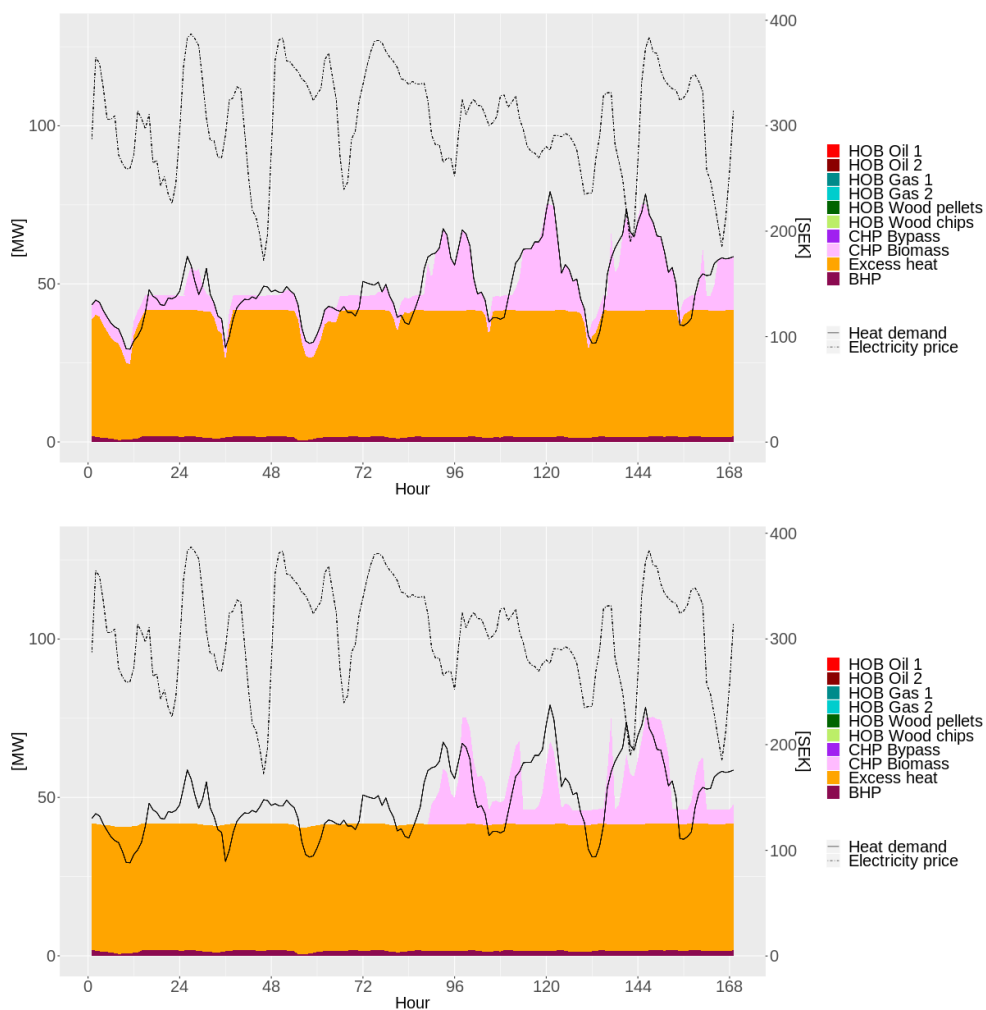 400
300
200
100
0
[SEK]
100
50
0
[MW]
0 24 48 72 96 120 144 168
Hour
HOB Oil 1
HOB Oil 2
HOB Gas 1
HOB Gas 2
HOB Wood pellets
HOB Wood chips
CHP Bypass
CHP Biomass
Excess heat
BHP
Heat demand
Electricity price
400
300
200
100
0
[SEK]
100
50
0
[MW]
0 24 48 72 96 120 144 168
Hour
HOB Oil 1
HOB Oil 2
HOB Gas 1
HOB Gas 2
HOB Wood pellets
HOB Wood chips
CHP Bypass
CHP Biomass
Excess heat
BHP
Heat demand
Electricity price